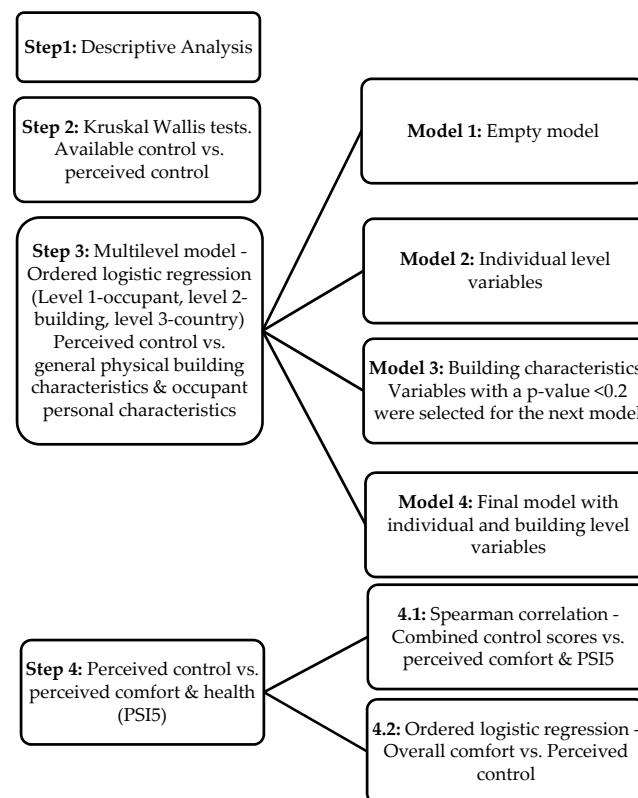 Step1: Descriptive Analysis
Step 2: Kruskal Wallis tests.
Available control vs.
perceived control
Step 3: Multilevel model -
Ordered logistic regression
(Level 1-occupant, level 2-
building, level 3-country)
Perceived control vs.
general physical building
characteristics & occupant
personal characteristics
Model 1: Empty model
Model 2: Individual level
variables
Model 3: Building characteristics
Variables with a p-value <0.2
were selected for the next model
Model 4: Final model with
individual and building level
variables
Step 4: Perceived control vs.
perceived comfort & health
(PSI5)
4.1: Spearman correlation -
Combined control scores vs.
perceived comfort & PSI5
4.2: Ordered logistic regression -
Overall comfort vs. Perceived
control